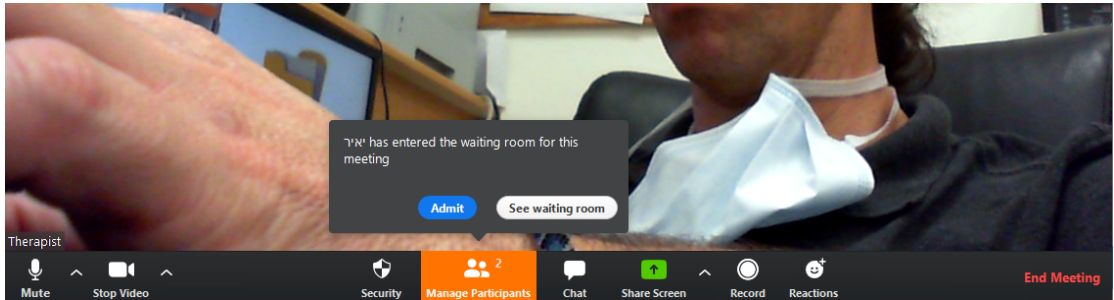 יאיר has entered the waiting room for this
meeting
Admit
See waiting room
Therapist
2
Mute
Stop Video
Security
Manage Participants
Chat
Share Screen
Record
Reactions
End Meeting